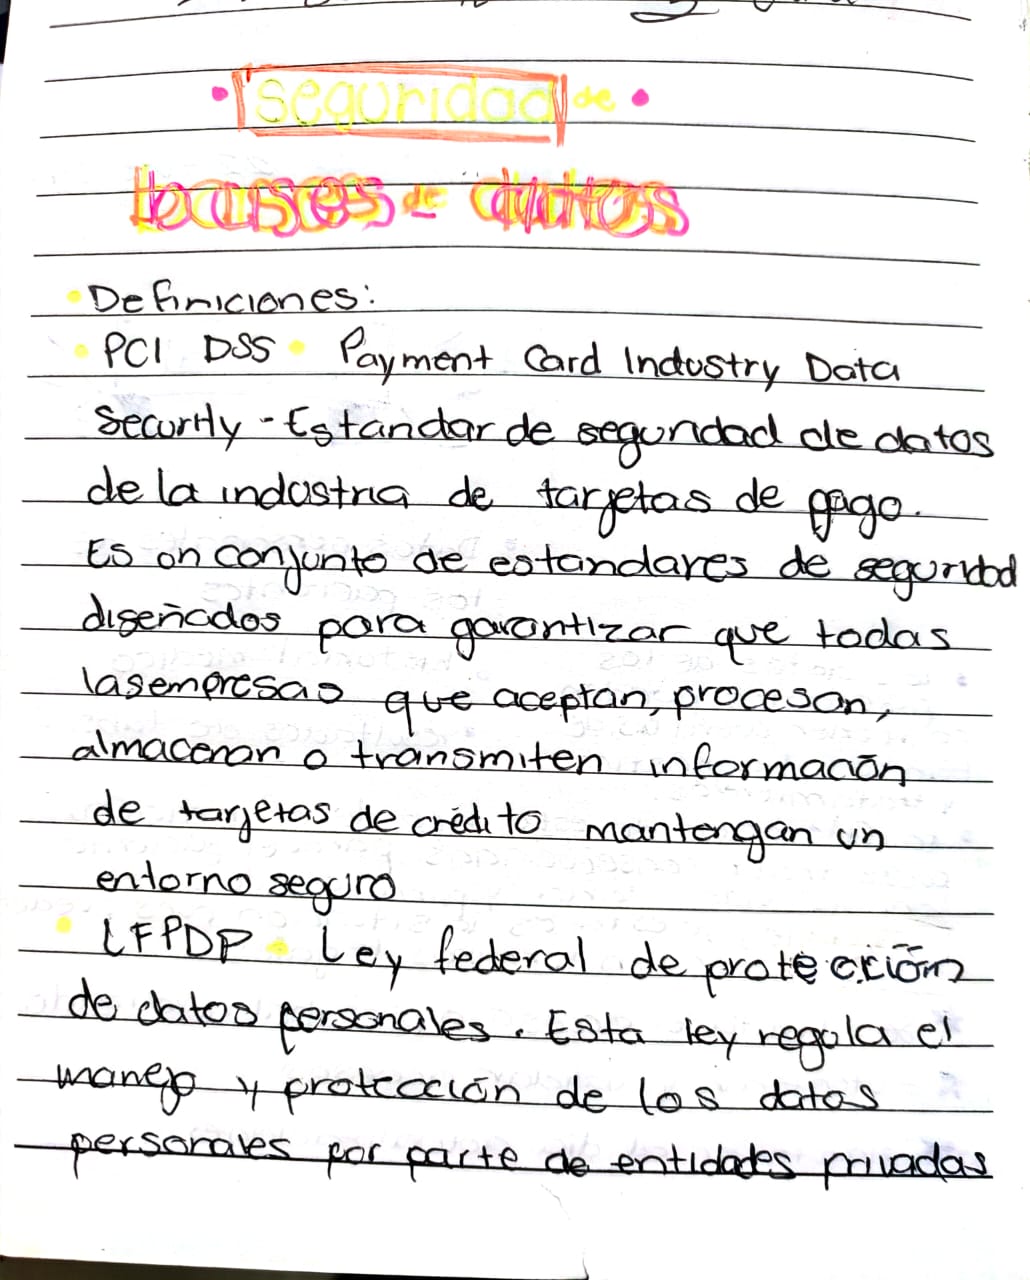 • seguridad de •
bases de datos
• Definiciones:
• PCI DSS • Payment Card Industry Data
Security - Estandar de seguridad de datos
de la industria de tarjetas de pago.
Es un conjunto de estandares de seguridad
diseñados para garantizar que todas
las empresas que aceptan, procesan,
almacenan o transmiten información
de tarjetas de crédito mantengan un
entorno seguro
• LFPDP • Ley federal de protección
de datos personales. Esta ley regula el
manejo y protección de los datos
personales por parte de entidades privadas